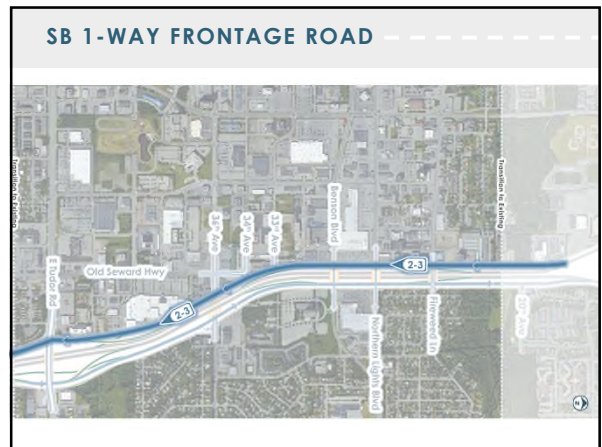 SB 1-WAY FRONTAGE ROAD
Transition to Existing
Transition to Existing
E Tudor Rd
Old Seward Hwy
36th Ave
34th Ave
33rd Ave
Benson Blvd
Northern Lights Blvd
Fireweed Ln
20th Ave
2-3
2-3
N